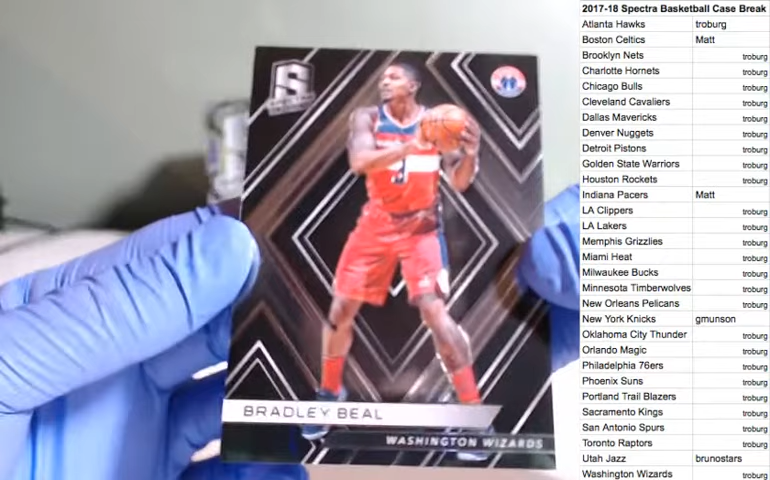 S
BRADLEY BEAL
WASHINGTON WIZARDS
2017-18 Spectra Basketball Case Break
Atlanta Hawks troburg
Boston Celtics Matt
Brooklyn Nets troburg
Charlotte Hornets troburg
Chicago Bulls troburg
Cleveland Cavaliers troburg
Dallas Mavericks troburg
Denver Nuggets troburg
Detroit Pistons troburg
Golden State Warriors troburg
Houston Rockets troburg
Indiana Pacers Matt
LA Clippers troburg
LA Lakers troburg
Memphis Grizzlies troburg
Miami Heat troburg
Milwaukee Bucks troburg
Minnesota Timberwolves troburg
New Orleans Pelicans troburg
New York Knicks gmunson
Oklahoma City Thunder troburg
Orlando Magic troburg
Philadelphia 76ers troburg
Phoenix Suns troburg
Portland Trail Blazers troburg
Sacramento Kings troburg
San Antonio Spurs troburg
Toronto Raptors troburg
Utah Jazz brunostars
Washington Wizards troburg